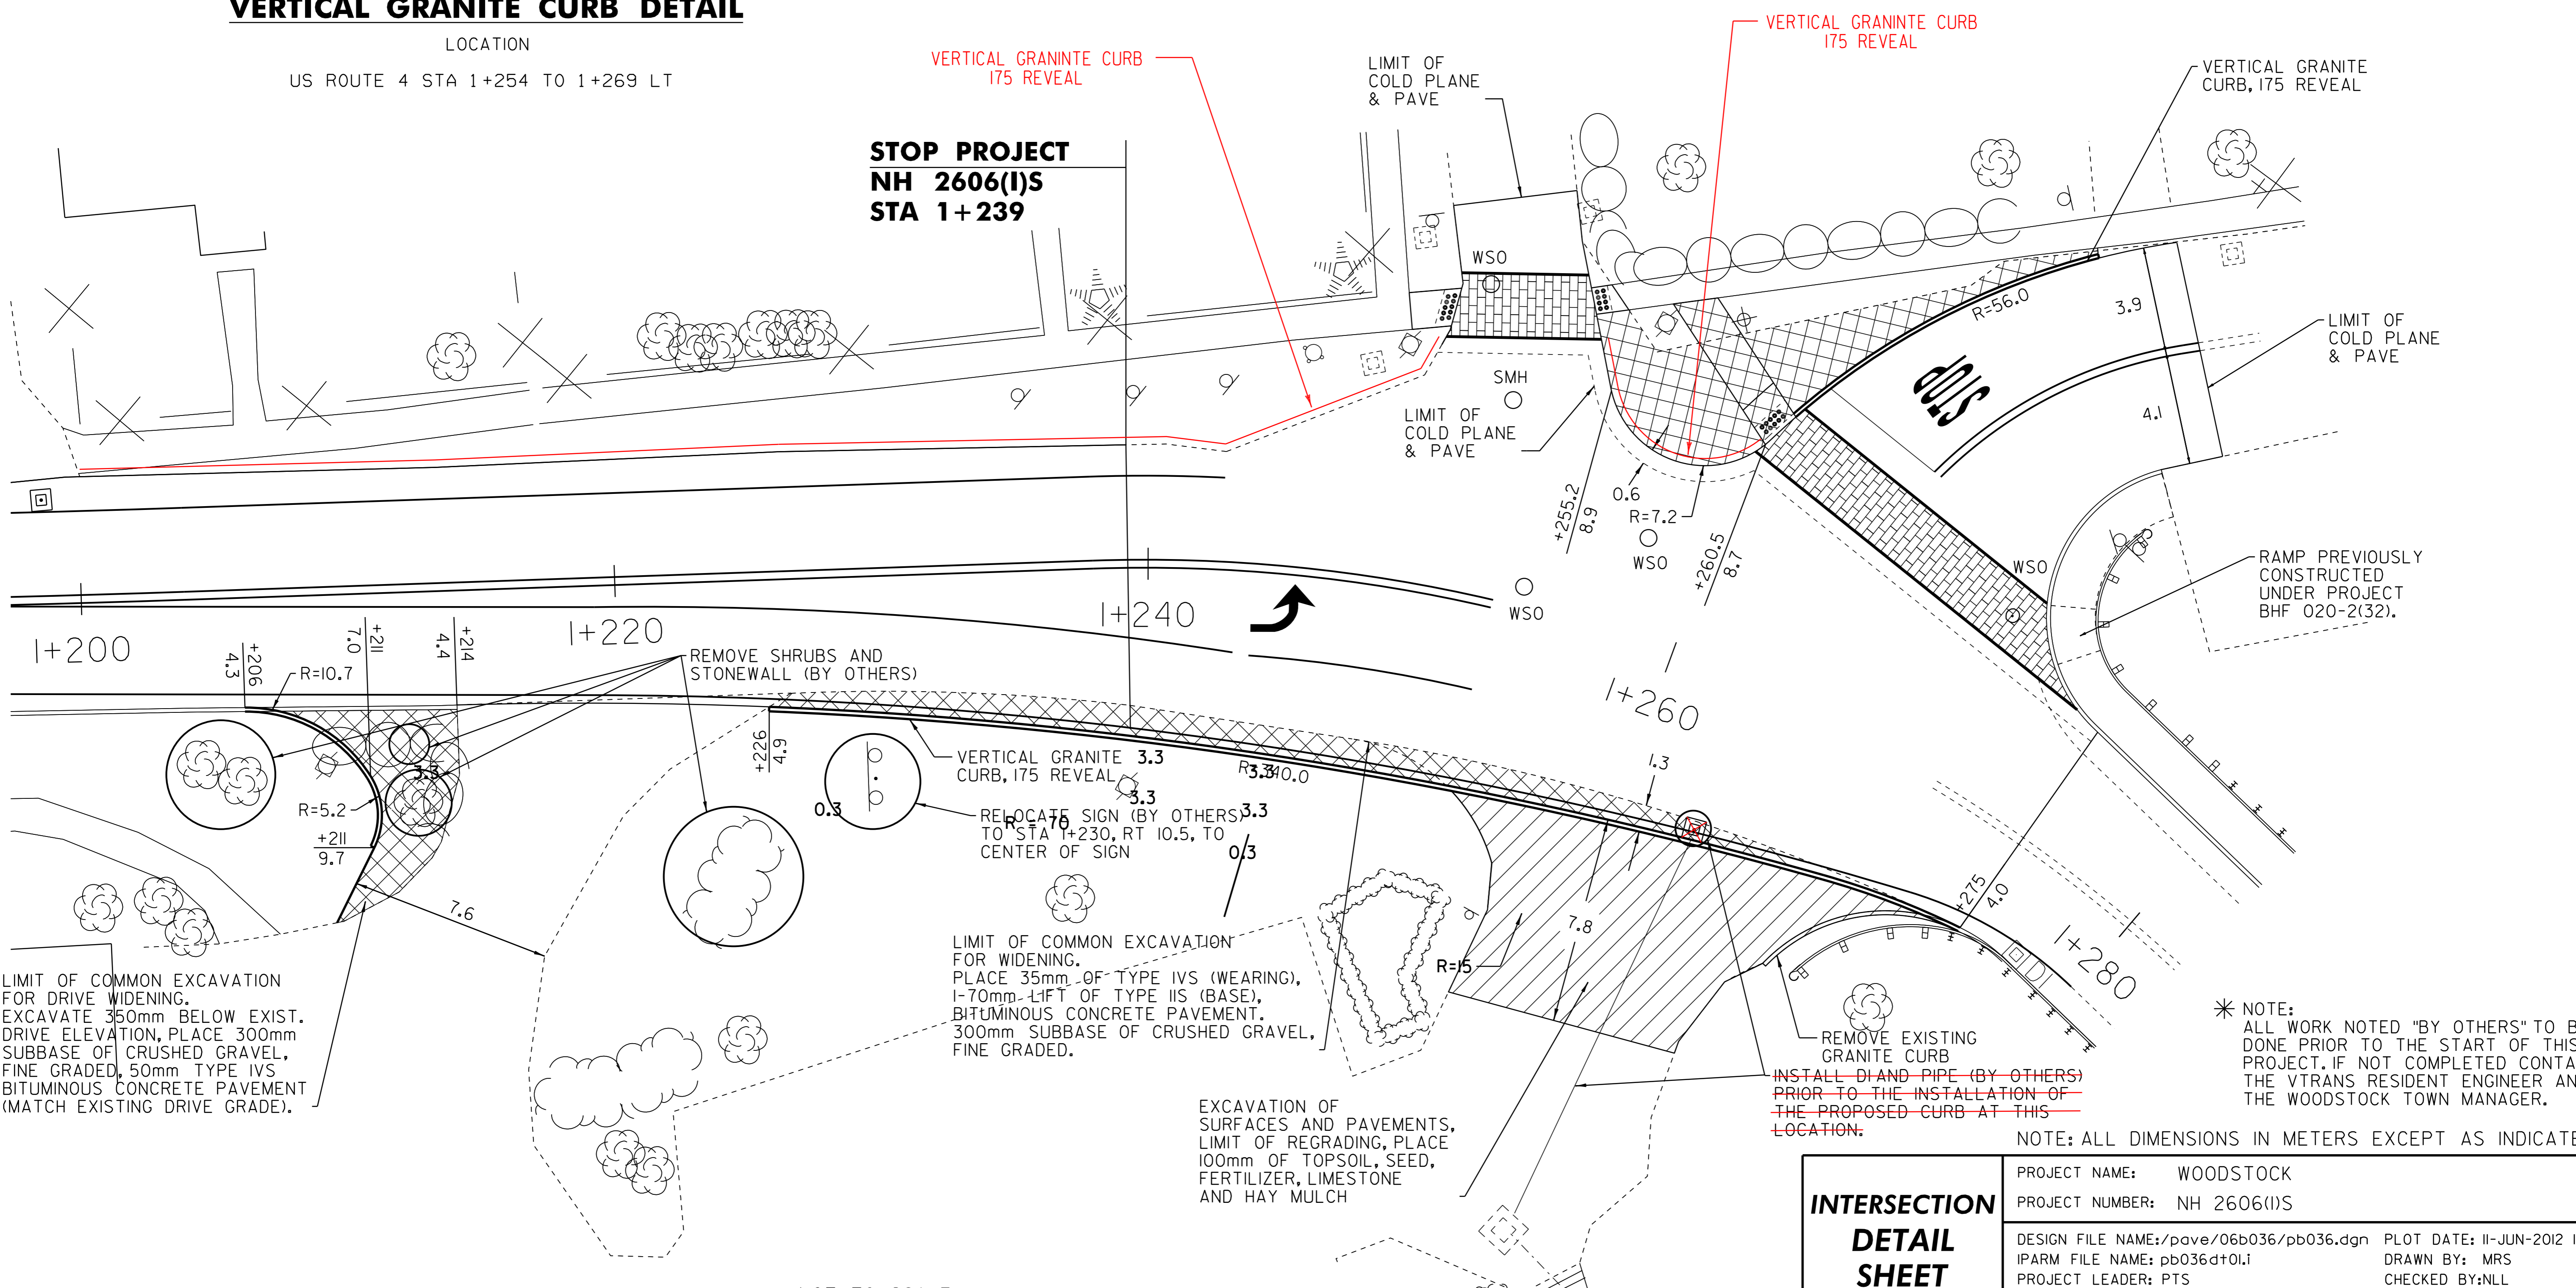 VERTICAL GRANITE CURB DETAIL
LOCATION
US ROUTE 4 STA 1+254 TO 1+269 LT
VERTICAL GRANINTE CURB
175 REVEAL
VERTICAL GRANINTE CURB
175 REVEAL
LIMIT OF
COLD PLANE
& PAVE
VERTICAL GRANITE
CURB, 175 REVEAL
STOP PROJECT
NH 2606(1)S
STA 1+239
WSO
R=56.0
3.9
STOP
4.1
LIMIT OF
COLD PLANE
& PAVE
SMH
LIMIT OF
COLD PLANE
& PAVE
+255.2
8.9
0.6
R=7.2
WSO
+260.5
8.7
WSO
WSO
RAMP PREVIOUSLY
CONSTRUCTED
UNDER PROJECT
BHF 020-2(32).
1+200
1+220
1+240
1+260
1+280
+206
4.3
R=10.7
+211
7.0
+214
4.4
REMOVE SHRUBS AND
STONEWALL (BY OTHERS)
3.3
R=5.2
+211
9.7
7.6
+226
4.9
VERTICAL GRANITE
CURB, 175 REVEAL
3.3
3.3
3.3
R=340.0
3.3
0.3
0.3
R = 70
RELOCATE SIGN (BY OTHERS)
TO STA 1+230, RT 10.5, TO
CENTER OF SIGN
1.3
7.8
R=15
+275
4.0
LIMIT OF COMMON EXCAVATION
FOR DRIVE WIDENING.
EXCAVATE 350mm BELOW EXIST.
DRIVE ELEVATION, PLACE 300mm
SUBBASE OF CRUSHED GRAVEL,
FINE GRADED, 50mm TYPE IVS
BITUMINOUS CONCRETE PAVEMENT
(MATCH EXISTING DRIVE GRADE).
LIMIT OF COMMON EXCAVATION
FOR WIDENING.
PLACE 35mm OF TYPE IVS (WEARING),
1-70mm LIFT OF TYPE IIS (BASE),
BITUMINOUS CONCRETE PAVEMENT.
300mm SUBBASE OF CRUSHED GRAVEL,
FINE GRADED.
EXCAVATION OF
SURFACES AND PAVEMENTS,
LIMIT OF REGRADING, PLACE
100mm OF TOPSOIL, SEED,
FERTILIZER, LIMESTONE
AND HAY MULCH
REMOVE EXISTING
GRANITE CURB
INSTALL DI AND PIPE (BY OTHERS)
PRIOR TO THE INSTALLATION OF
THE PROPOSED CURB AT THIS
LOCATION.
NOTE:
ALL WORK NOTED "BY OTHERS" TO B
DONE PRIOR TO THE START OF THIS
PROJECT. IF NOT COMPLETED CONTA
THE VTRANS RESIDENT ENGINEER AN
THE WOODSTOCK TOWN MANAGER.
NOTE: ALL DIMENSIONS IN METERS EXCEPT AS INDICATE
INTERSECTION
DETAIL
SHEET
PROJECT NAME: WOODSTOCK
PROJECT NUMBER: NH 2606(1)S
DESIGN FILE NAME:/pave/06b036/pb036.dgn PLOT DATE: 11-JUN-2012 1
IPARM FILE NAME: pb036dt01.i DRAWN BY: MRS
PROJECT LEADER: PTS CHECKED BY:NLL